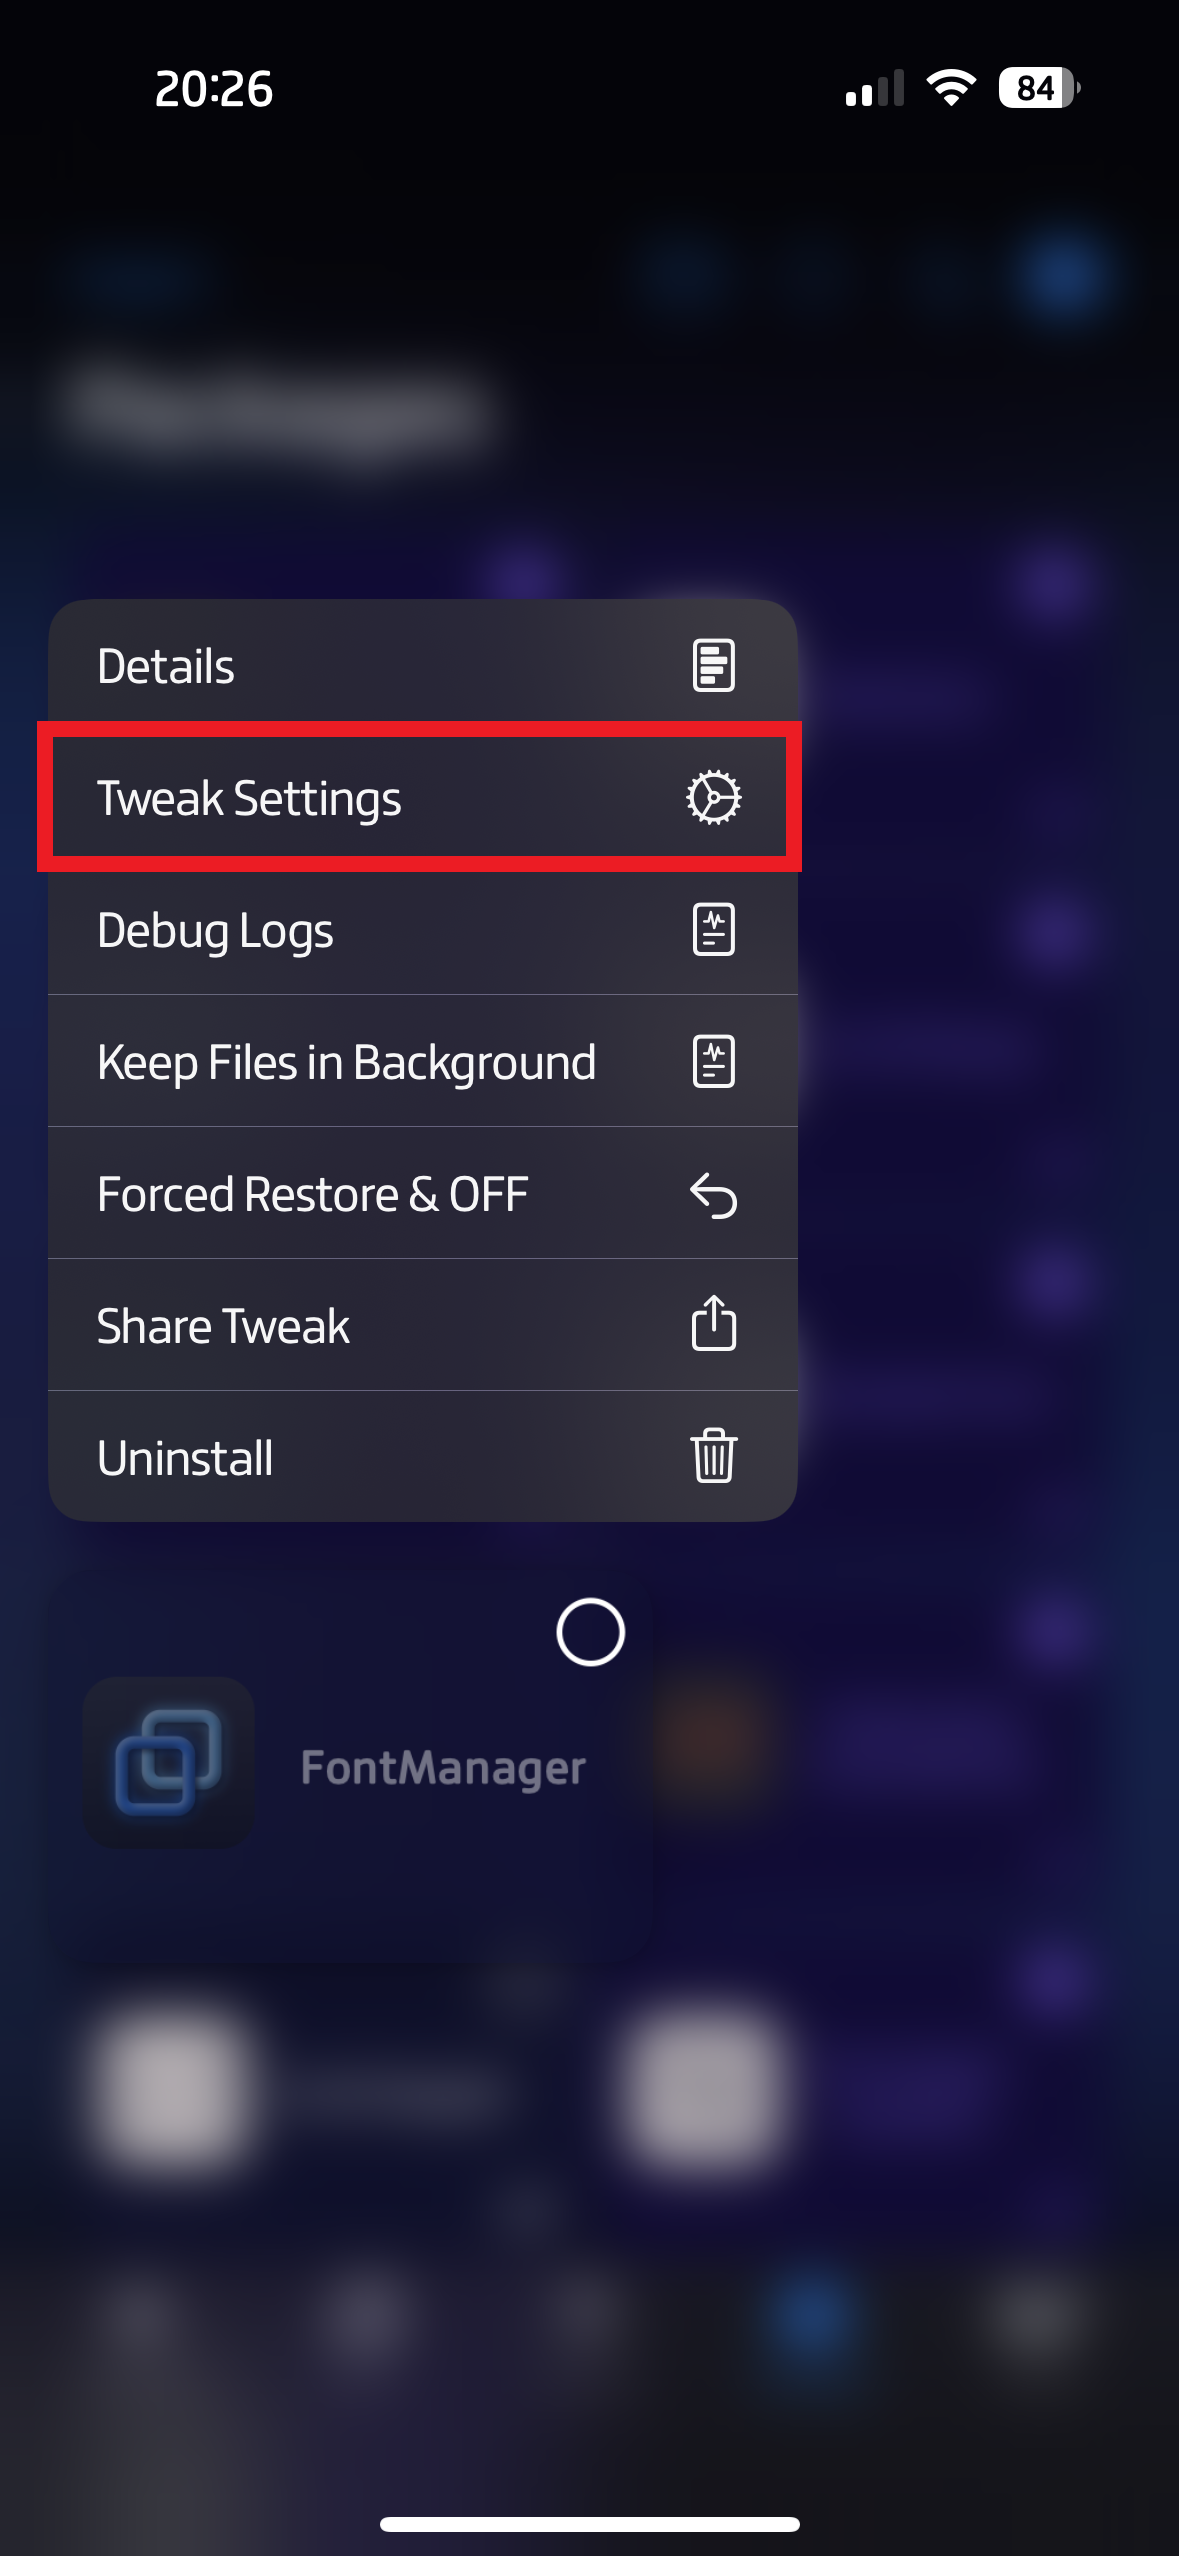 20:26
84
Details
Tweak Settings
Debug Logs
Keep Files in Background
Forced Restore & OFF
Share Tweak
Uninstall
FontManager